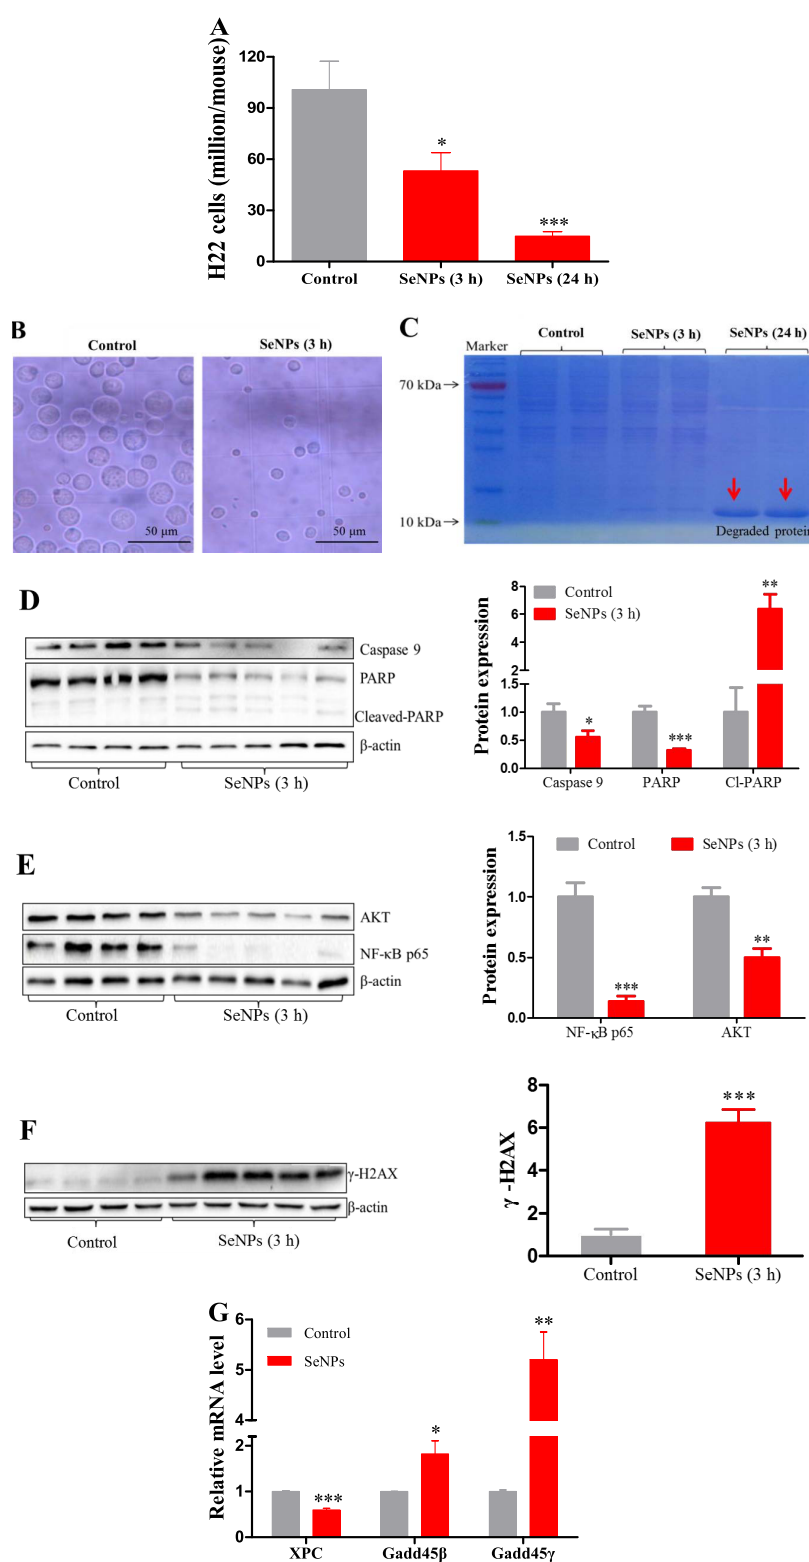 A
H22 cells (million/mouse)
120
90
60
30
0
*
***
Control
SeNPs (3 h)
SeNPs (24 h)
B
Control
SeNPs (3 h)
50 μm
50 μm
C
Marker
Control
SeNPs (3 h)
SeNPs (24 h)
70 kDa
10 kDa
Degraded protein
D
Caspase 9
PARP
Cleaved-PARP
β-actin
Control
SeNPs (3 h)
Protein expression
8
6
4
2
1.5
1.0
0.5
0.0
Control
SeNPs (3 h)
*
***
**
Caspase 9
PARP
Cl-PARP
E
AKT
NF-κB p65
β-actin
Control
SeNPs (3 h)
Protein expression
1.5
1.0
0.5
0.0
Control
SeNPs (3 h)
***
**
NF-κB p65
AKT
F
γ-H2AX
β-actin
Control
SeNPs (3 h)
γ -H2AX
8
6
4
2
0
***
Control
SeNPs (3 h)
G
Relative mRNA level
6
5
4
2
1
0
Control
SeNPs
***
*
**
XPC
Gadd45β
Gadd45γ